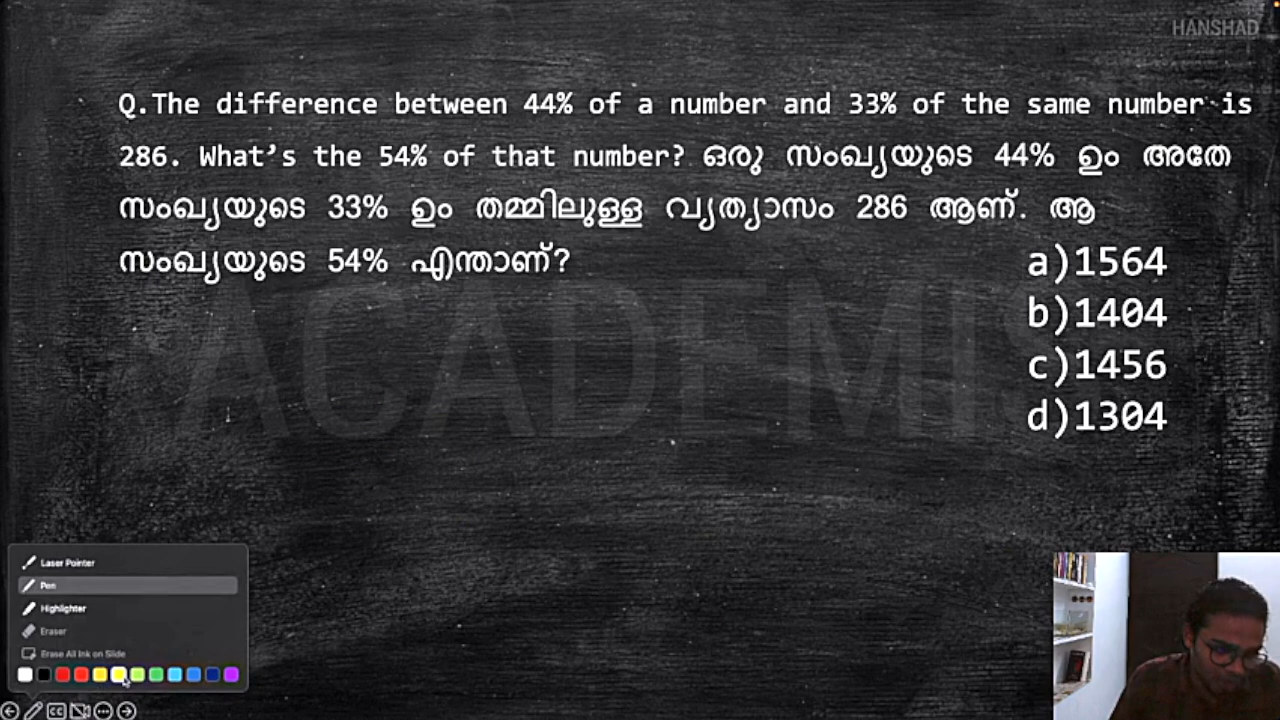 HANSHAD
Q.The difference between 44% of a number and 33% of the same number is
286. What’s the 54% of that number? ഒരു സംഖ്യയുടെ 44% ഉം അതേ
സംഖ്യയുടെ 33% ഉം തമ്മിലുള്ള വ്യത്യാസം 286 ആണ്. ആ
സംഖ്യയുടെ 54% എന്താണ്?
a)1564
b)1404
c)1456
d)1304
ACADEMIS
Laser Pointer
Pen
Highlighter
Eraser
Erase All Ink on Slide
CC